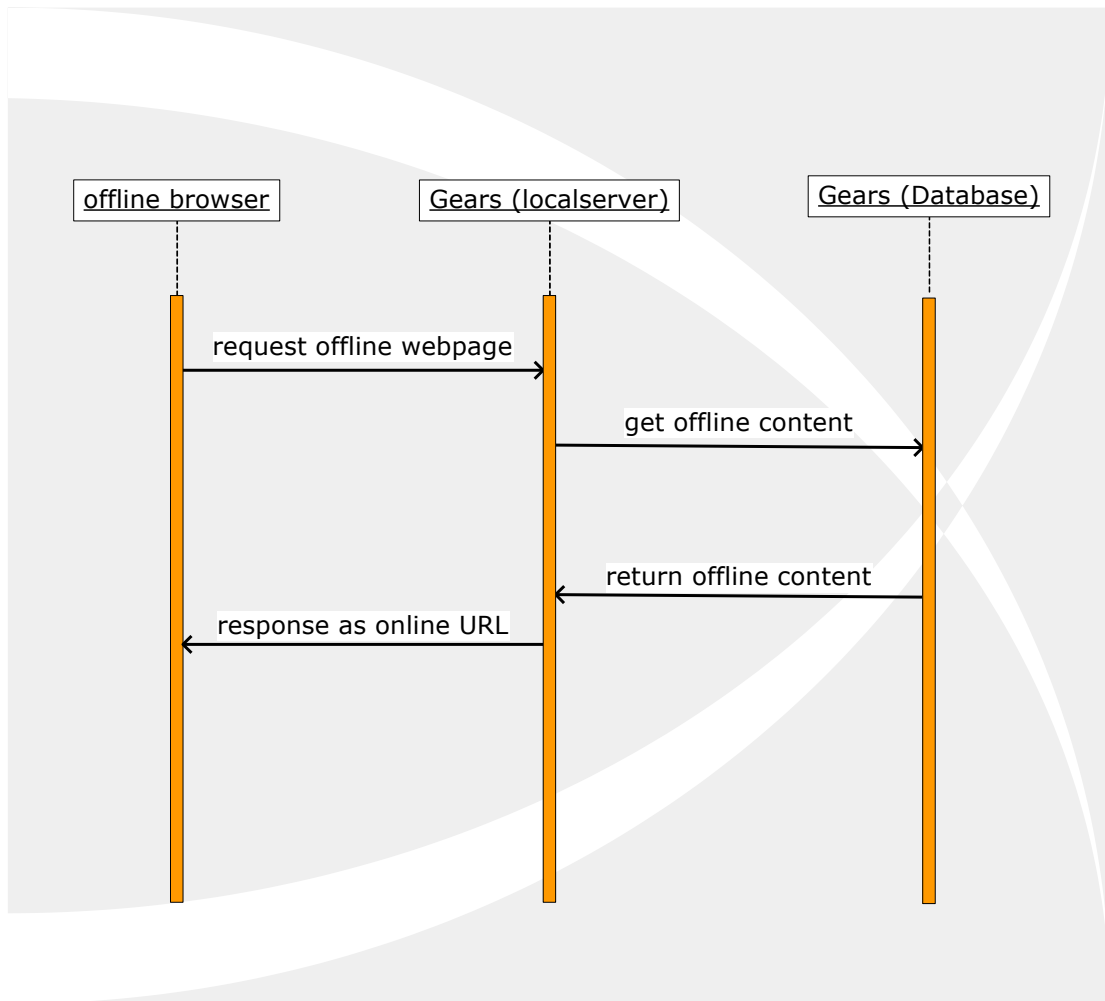 offline browser
Gears (localserver)
Gears (Database)
request offline webpage
get offline content
return offline content
response as online URL